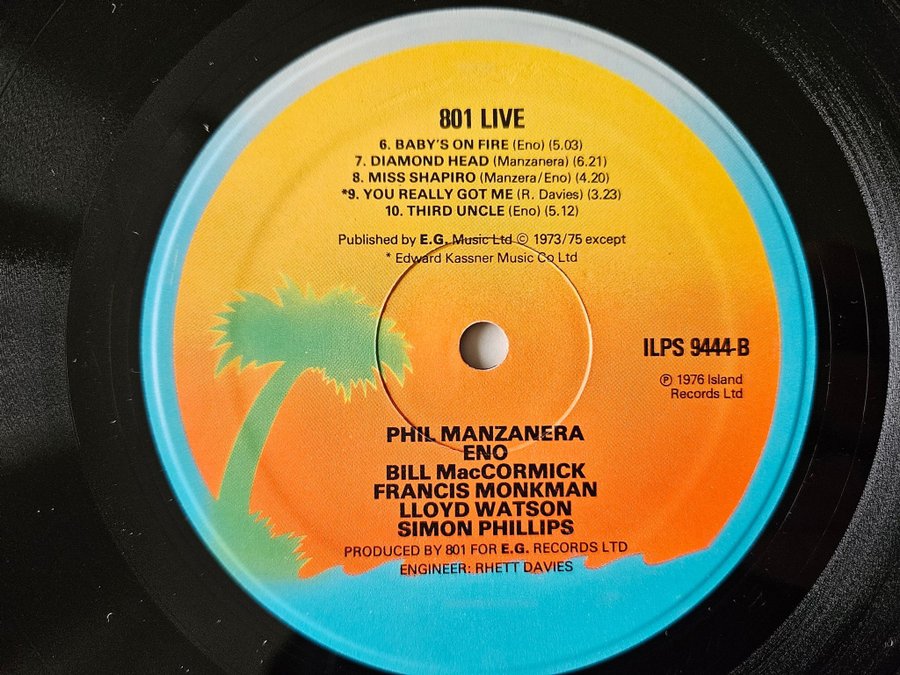 801 LIVE
6. BABY'S ON FIRE (Eno) (5.03)
7. DIAMOND HEAD (Manzanera) (6.21)
8. MISS SHAPIRO (Manzera/Eno) (4.20)
*9. YOU REALLY GOT ME (R. Davies) (3.23)
10. THIRD UNCLE (Eno) (5.12)
Published by E.G. Music Ltd © 1973/75 except
* Edward Kassner Music Co Ltd
ILPS 9444-B
℗ 1976 Island
Records Ltd
PHIL MANZANERA
ENO
BILL MacCORMICK
FRANCIS MONKMAN
LLOYD WATSON
SIMON PHILLIPS
PRODUCED BY 801 FOR E.G. RECORDS LTD
ENGINEER: RHETT DAVIES